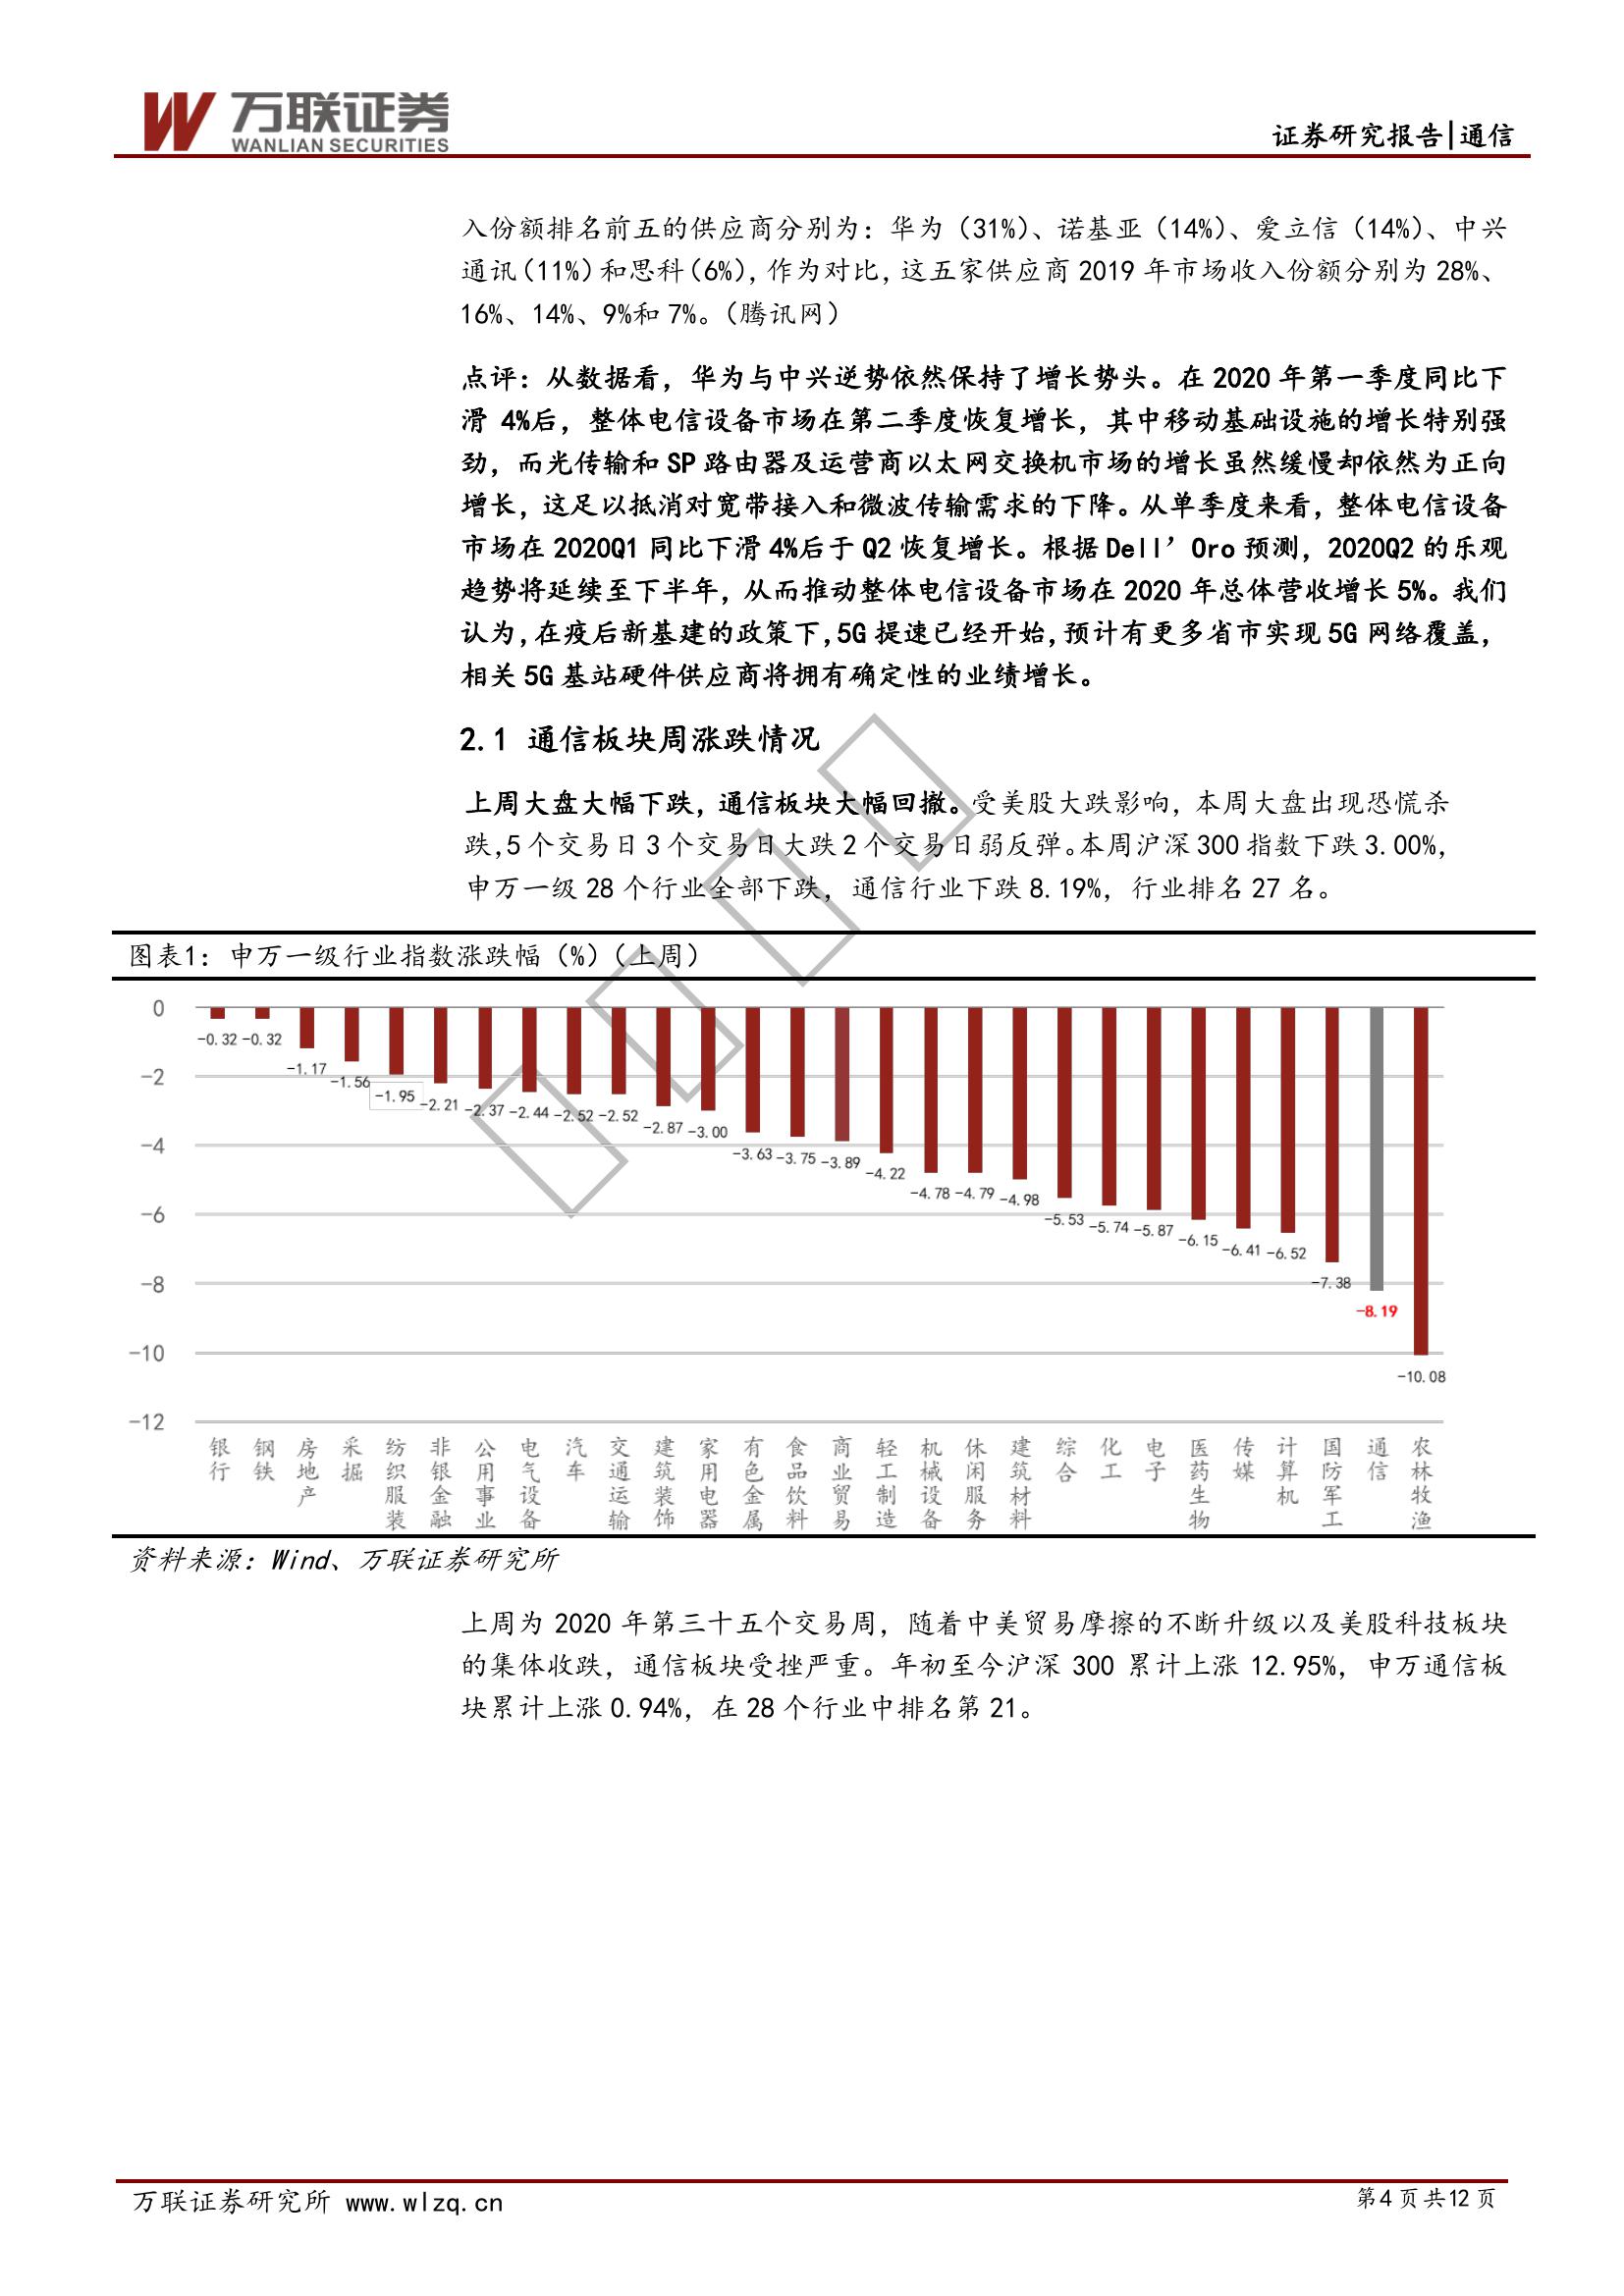 万联证券
WANLIAN SECURITIES
证券研究报告|通信
入份额排名前五的供应商分别为：华为（31%）、诺基亚（14%）、爱立信（14%）、中兴
通讯（11%）和思科（6%），作为对比，这五家供应商 2019 年市场收入份额分别为 28%、
16%、14%、9%和 7%。（腾讯网）
点评：从数据看，华为与中兴逆势依然保持了增长势头。在 2020 年第一季度同比下
滑 4%后，整体电信设备市场在第二季度恢复增长，其中移动基础设施的增长特别强
劲，而光传输和 SP 路由器及运营商以太网交换机市场的增长虽然缓慢却依然为正向
增长，这足以抵消对宽带接入和微波传输需求的下降。从单季度来看，整体电信设备
市场在 2020Q1 同比下滑 4%后于 Q2 恢复增长。根据 Dell’Oro 预测，2020Q2 的乐观
趋势将延续至下半年，从而推动整体电信设备市场在 2020 年总体营收增长 5%。我们
认为，在疫后新基建的政策下，5G 提速已经开始，预计有更多省市实现 5G 网络覆盖，
相关 5G 基站硬件供应商将拥有确定性的业绩增长。
2.1 通信板块周涨跌情况
上周大盘大幅下跌，通信板块大幅回撤。受美股大跌影响，本周大盘出现恐慌杀
跌，5 个交易日 3 个交易日大跌 2 个交易日弱反弹。本周沪深 300 指数下跌 3.00%，
申万一级 28 个行业全部下跌，通信行业下跌 8.19%，行业排名 27 名。
图表1：申万一级行业指数涨跌幅（%）（上周）
0
-2
-4
-6
-8
-10
-12
-0.32
-0.32
-1.17
-1.56
-1.95
-2.21
-2.37
-2.44
-2.52
-2.52
-2.87
-3.00
-3.63
-3.75
-3.89
-4.22
-4.78
-4.79
-4.98
-5.53
-5.74
-5.87
-6.15
-6.41
-6.52
-7.38
-8.19
-10.08
银行
钢铁
房地产
采掘
纺织服装
非银金融
公用事业
电气设备
汽车
交通运输
建筑装饰
家用电器
有色金属
食品饮料
商业贸易
轻工制造
机械设备
休闲服务
建筑材料
综合
化工
电子
医药生物
传媒
计算机
国防军工
通信
农林牧渔
资料来源：Wind、万联证券研究所
上周为 2020 年第三十五个交易周，随着中美贸易摩擦的不断升级以及美股科技板块
的集体收跌，通信板块受挫严重。年初至今沪深 300 累计上涨 12.95%，申万通信板
块累计上涨 0.94%，在 28 个行业中排名第 21。
万联证券研究所 www.wlzq.cn
第 4 页 共 12 页